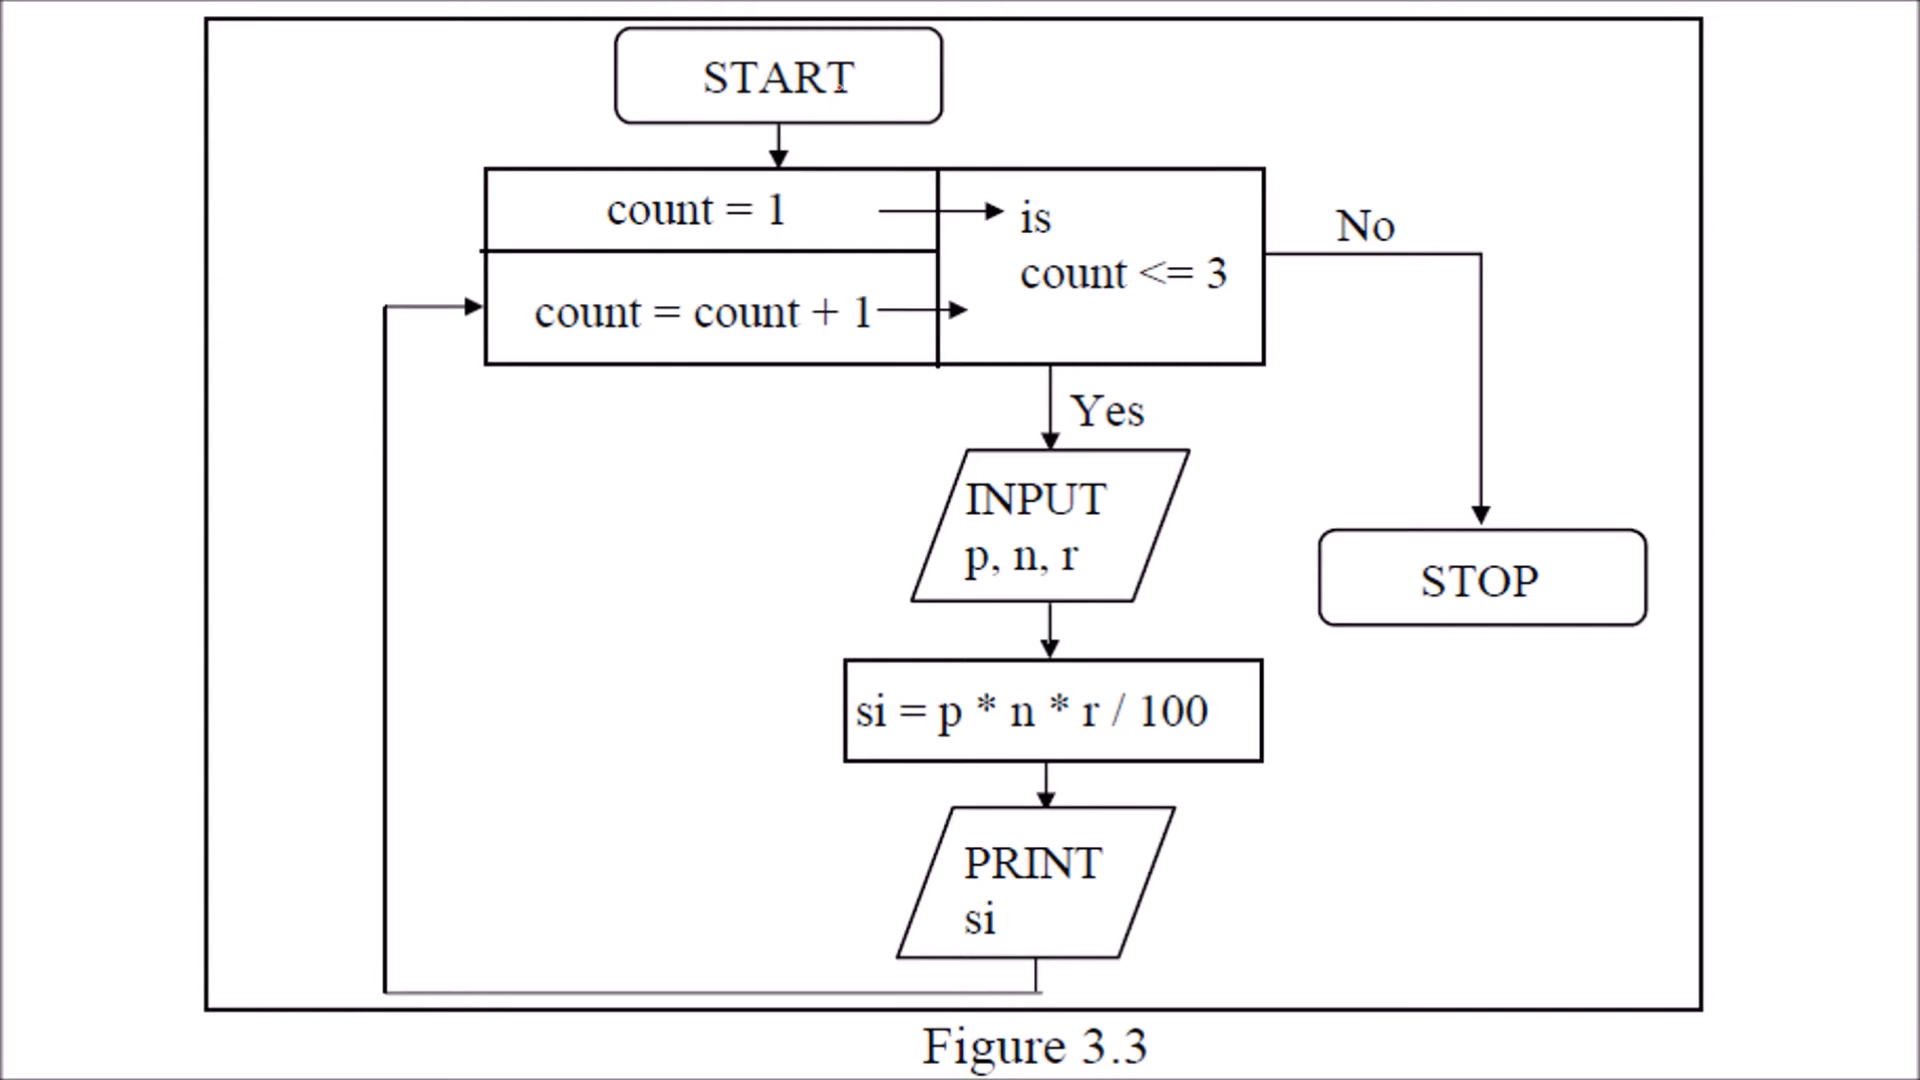 START
count = 1
is
count <= 3
count = count + 1
No
Yes
INPUT
p, n, r
STOP
si = p * n * r / 100
PRINT
si
Figure 3.3